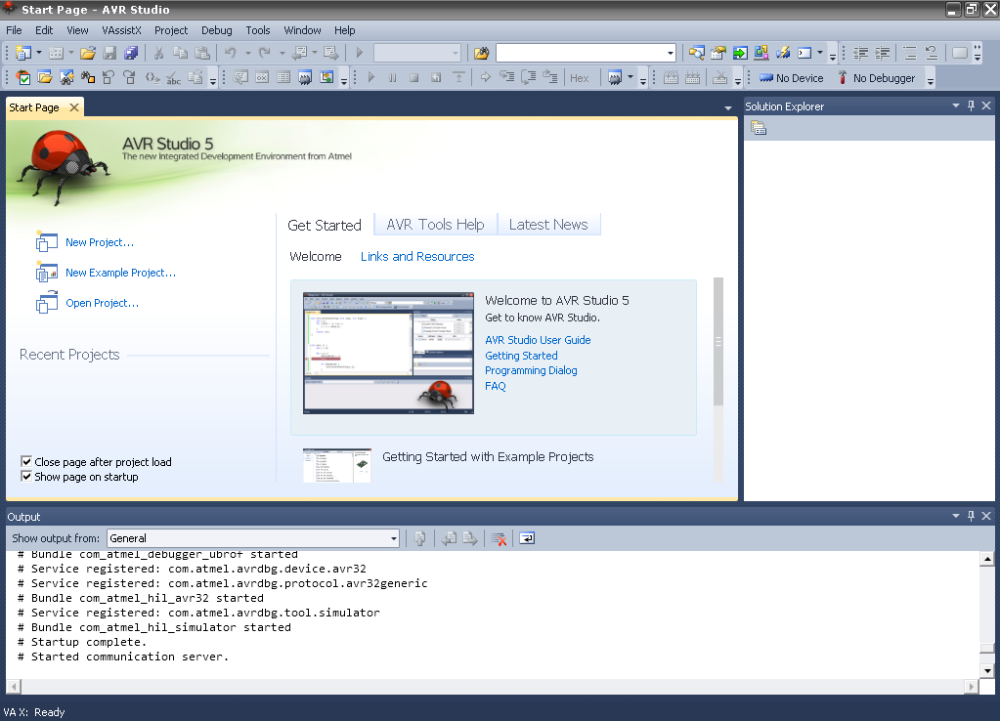 Start Page - AVR Studio
File Edit View VAssistX Project Debug Tools Window Help
Hex
No Device No Debugger
Start Page
AVR Studio 5
The new Integrated Development Environment from Atmel
New Project...
New Example Project...
Open Project...
Recent Projects
Close page after project load
Show page on startup
Get Started AVR Tools Help Latest News
Welcome Links and Resources
Welcome to AVR Studio 5
Get to know AVR Studio.
AVR Studio User Guide
Getting Started
Programming Dialog
FAQ
Getting Started with Example Projects
Solution Explorer
Output
Show output from: General
# Bundle com_atmel_debugger_ubrof started
# Service registered: com.atmel.avrdbg.device.avr32
# Service registered: com.atmel.avrdbg.protocol.avr32generic
# Bundle com_atmel_hil_avr32 started
# Service registered: com.atmel.avrdbg.tool.simulator
# Bundle com_atmel_hil_simulator started
# Startup complete.
# Started communication server.
VA X: Ready